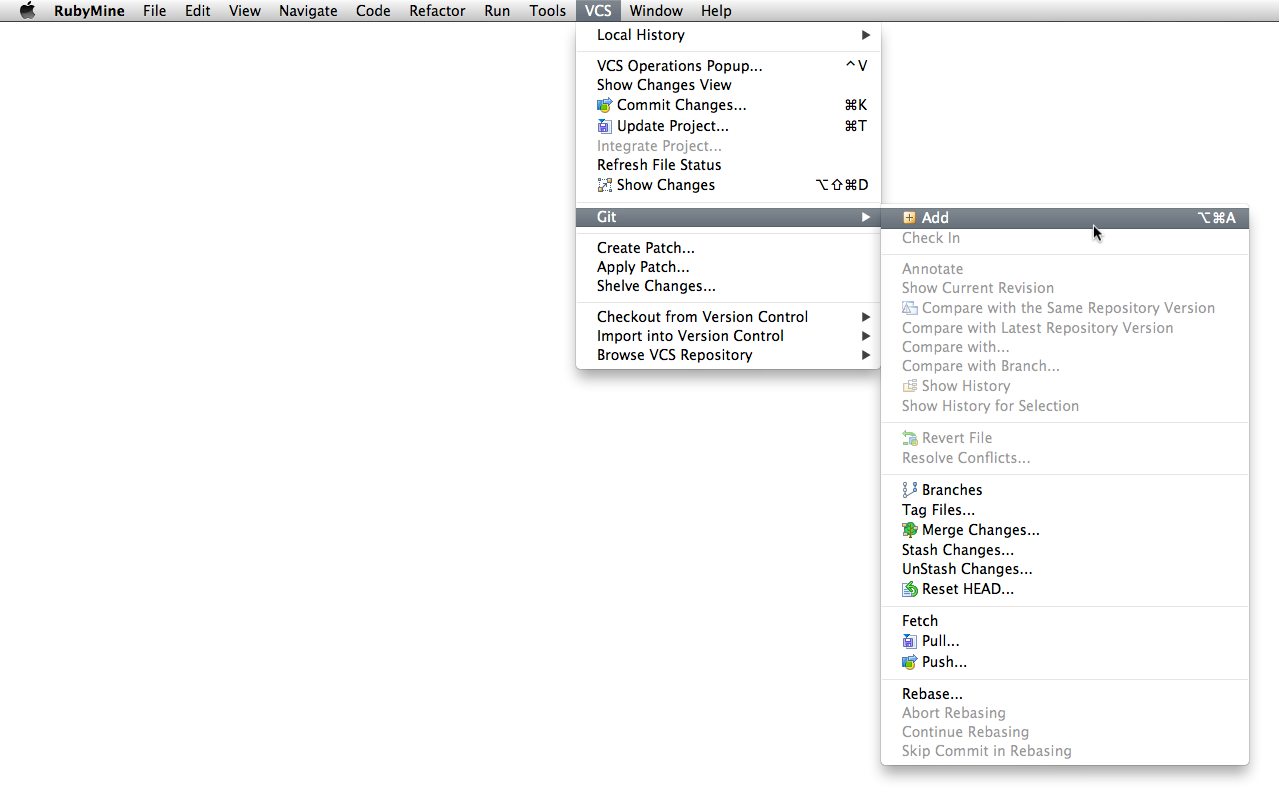 RubyMine File Edit View Navigate Code Refactor Run Tools VCS Window Help
Local History
VCS Operations Popup... ^V
Show Changes View
Commit Changes... ⌘K
Update Project... ⌘T
Integrate Project...
Refresh File Status
Show Changes ⌥⇧⌘D
Git
Create Patch...
Apply Patch...
Shelve Changes...
Checkout from Version Control
Import into Version Control
Browse VCS Repository
Add ⌥⌘A
Check In
Annotate
Show Current Revision
Compare with the Same Repository Version
Compare with Latest Repository Version
Compare with...
Compare with Branch...
Show History
Show History for Selection
Revert File
Resolve Conflicts...
Branches
Tag Files...
Merge Changes...
Stash Changes...
UnStash Changes...
Reset HEAD...
Fetch
Pull...
Push...
Rebase...
Abort Rebasing
Continue Rebasing
Skip Commit in Rebasing